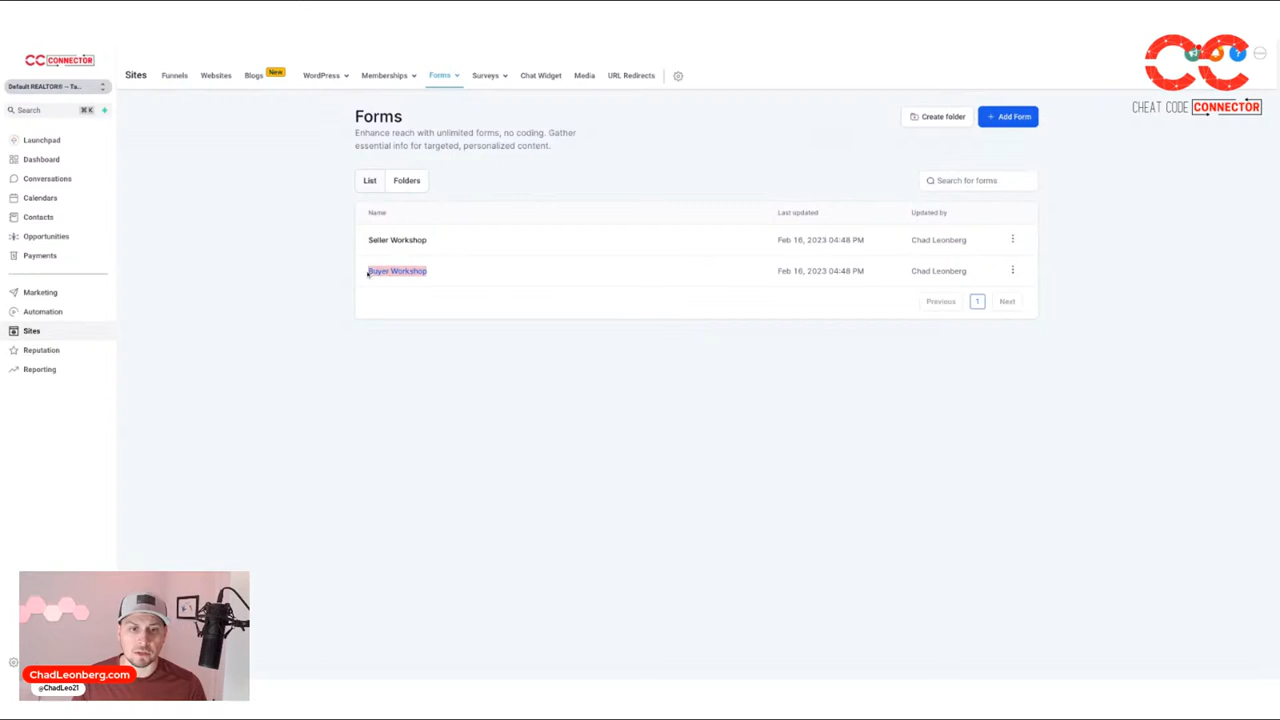 CC CONNECTOR
Default REALTOR® -- Ta...
Search
⌘K
Launchpad
Dashboard
Conversations
Calendars
Contacts
Opportunities
Payments
Marketing
Automation
Sites
Reputation
Reporting
Sites
Funnels
Websites
Blogs
New
WordPress
Memberships
Forms
Surveys
Chat Widget
Media
URL Redirects
CC
CHEAT CODE CONNECTOR
Forms
Enhance reach with unlimited forms, no coding. Gather
essential info for targeted, personalized content.
Create folder
+ Add Form
List
Folders
Search for forms
Name Last updated Updated by
Seller Workshop Feb 16, 2023 04:48 PM Chad Leonberg
Buyer Workshop Feb 16, 2023 04:48 PM Chad Leonberg
Previous 1 Next
ChadLeonberg.com
@ChadLeo21